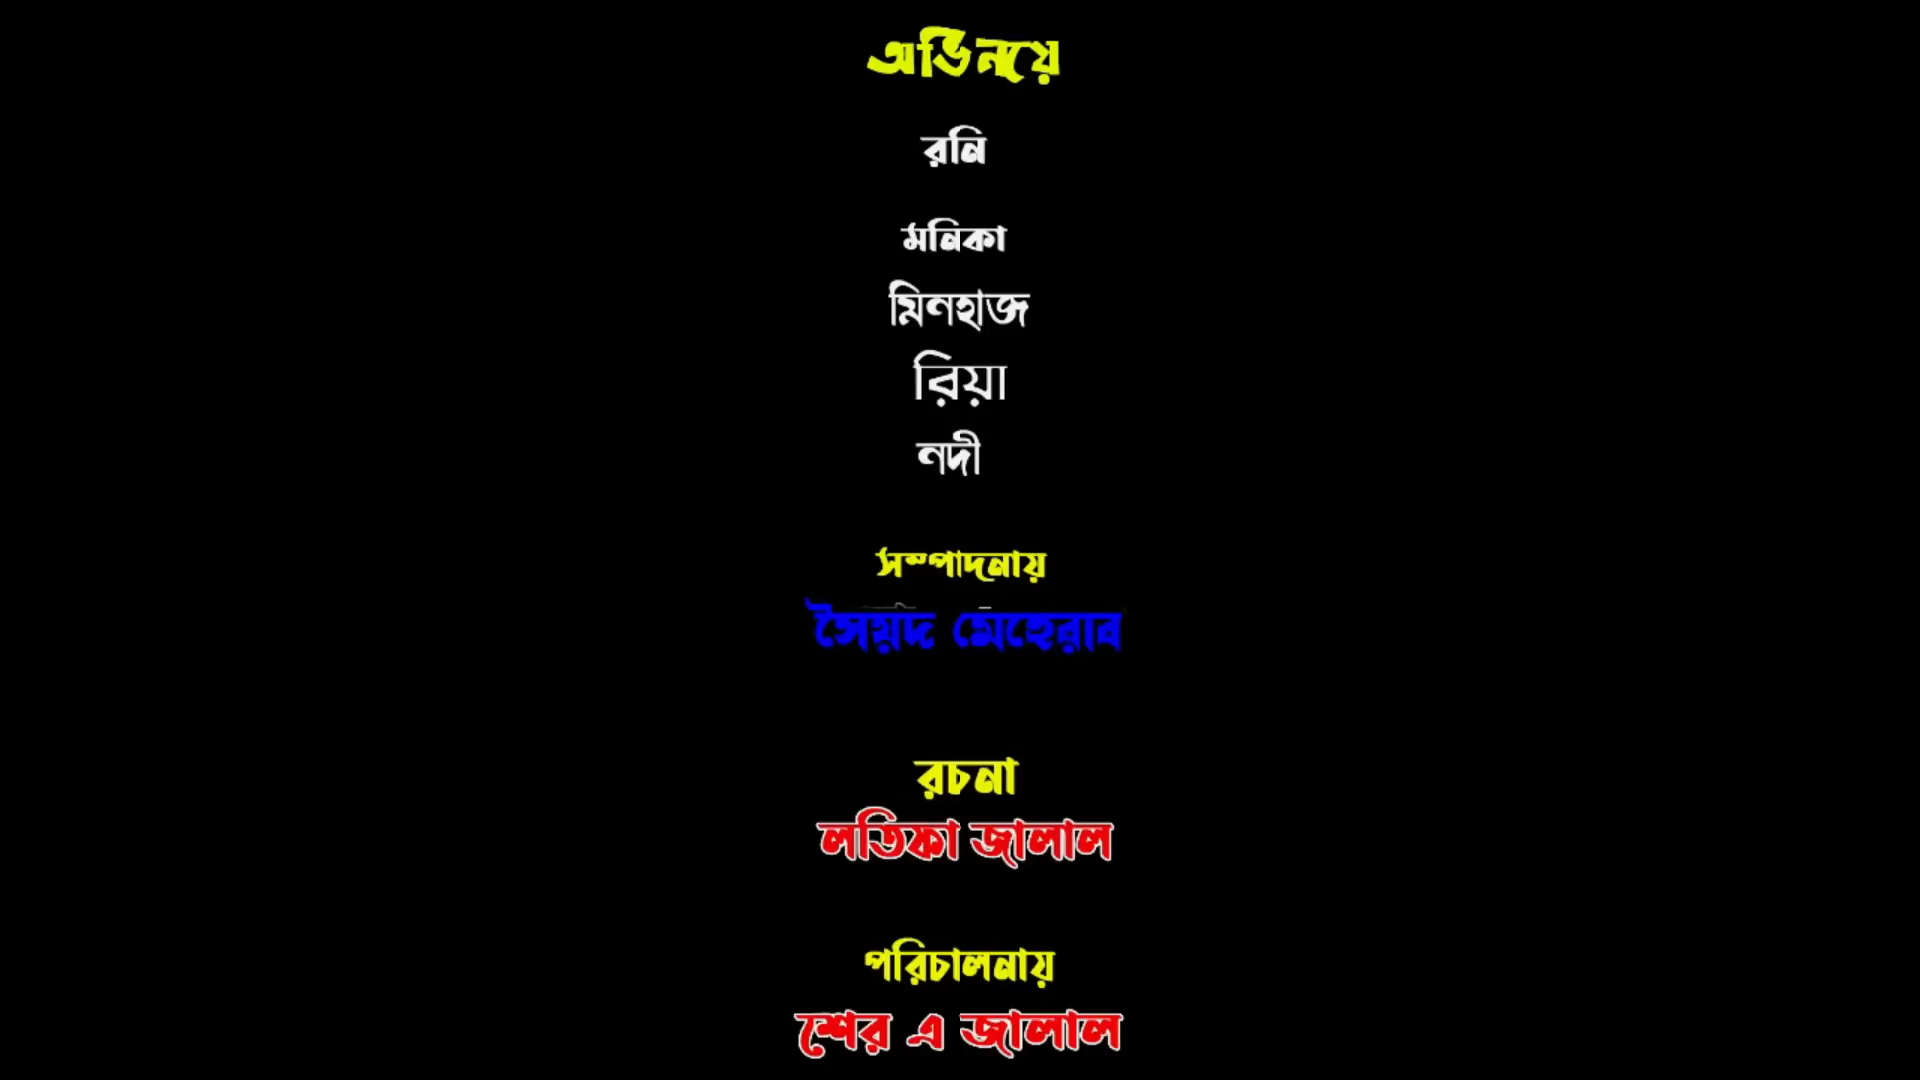 অভিনয়ে
রনি
মনিকা
মিনহাজ
রিয়া
নদী
সম্পাদনায়
সৈয়দ মেহেরাব
রচনা
লতিফা জালাল
পরিচালনায়
শের এ জালাল